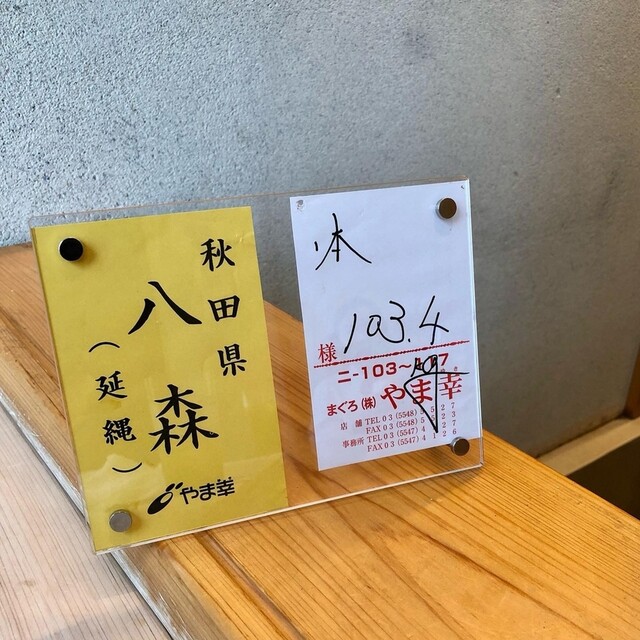 秋田県
八森
(延縄)
やま幸
本
103.4
様
ニ-103~107
まぐろ(株)やま幸
店舗 TEL 03 (5548)
FAX 03 (5548)
事務所 TEL 03 (5547)
FAX 03 (5547)